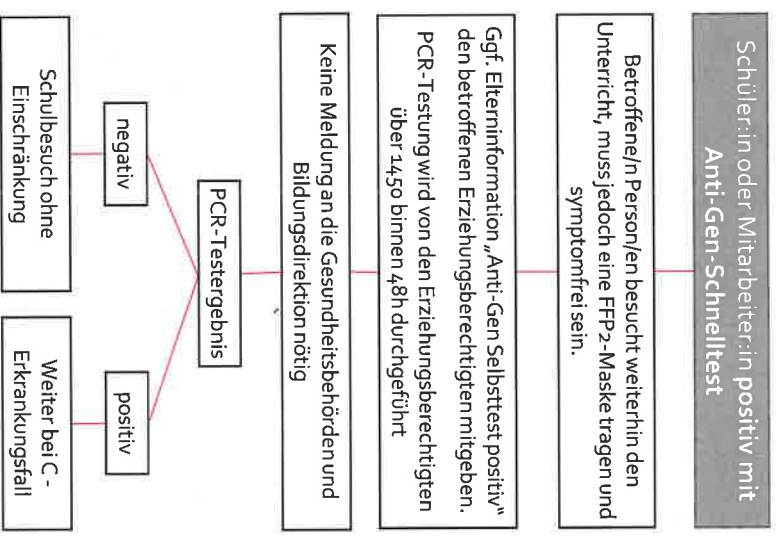 Schüler:in oder Mitarbeiter:in positiv mit
Anti-Gen-Schnelltest
Betroffene/n Person/en besucht weiterhin den
Unterricht, muss jedoch eine FFP2-Maske tragen und
symptomfrei sein.
Ggf. Elterninformation „Anti-Gen Selbsttest positiv“
den betroffenen Erziehungsberechtigten mitgeben.
PCR-Testung wird von den Erziehungsberechtigten
über 1450 binnen 48h durchgeführt
Keine Meldung an die Gesundheitsbehörden und
Bildungsdirektion nötig
PCR-Testergebnis
negativ
positiv
Schulbesuch ohne
Einschränkung
Weiter bei C -
Erkrankungsfall